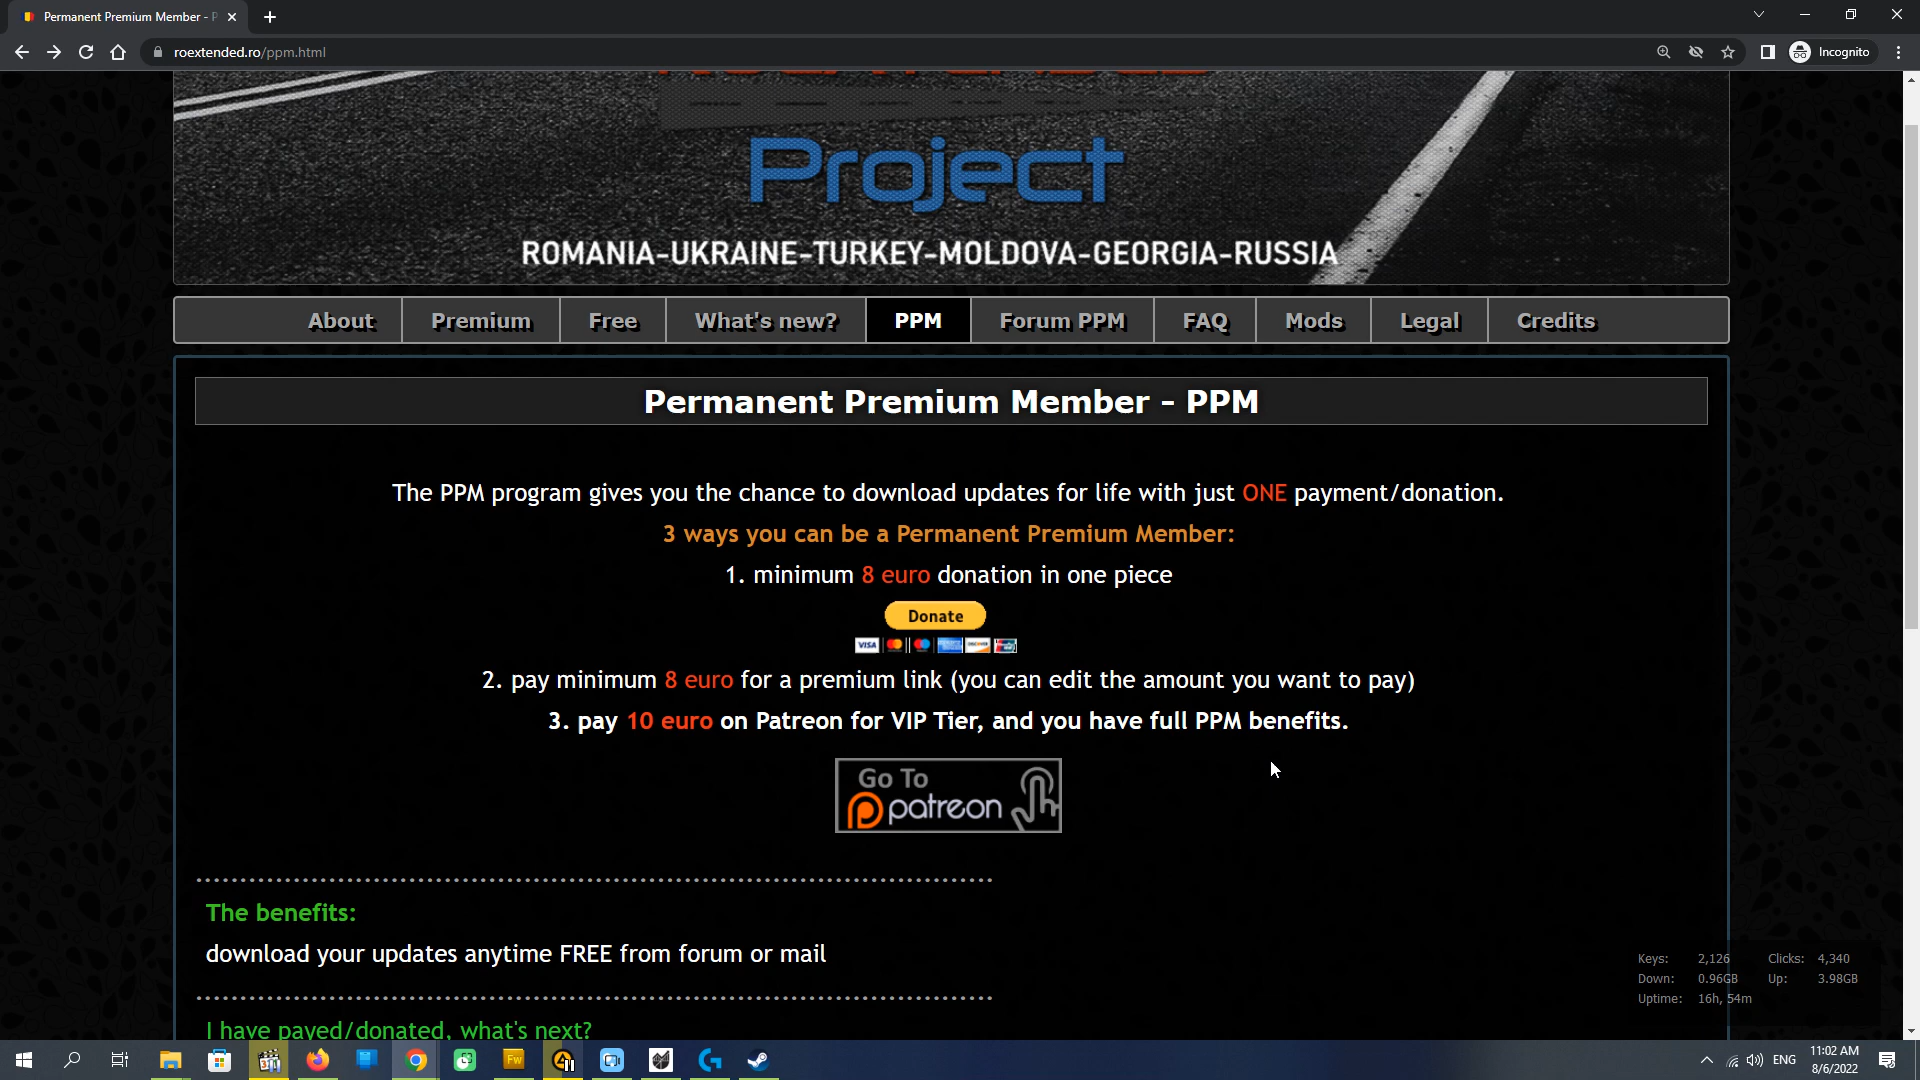 Permanent Premium Member - P
roextended.ro/ppm.html
Incognito
Project
ROMANIA-UKRAINE-TURKEY-MOLDOVA-GEORGIA-RUSSIA
About Premium Free What's new? PPM Forum PPM FAQ Mods Legal Credits
Permanent Premium Member - PPM
The PPM program gives you the chance to download updates for life with just ONE payment/donation.
3 ways you can be a Permanent Premium Member:
1. minimum 8 euro donation in one piece
Donate
VISA
2. pay minimum 8 euro for a premium link (you can edit the amount you want to pay)
3. pay 10 euro on Patreon for VIP Tier, and you have full PPM benefits.
Go To
patreon
The benefits:
download your updates anytime FREE from forum or mail
I have payed/donated, what's next?
Keys: 2,126 Clicks: 4,340
Down: 0.96GB Up: 3.98GB
Uptime: 16h, 54m
Fw
ENG
11:02 AM
8/6/2022